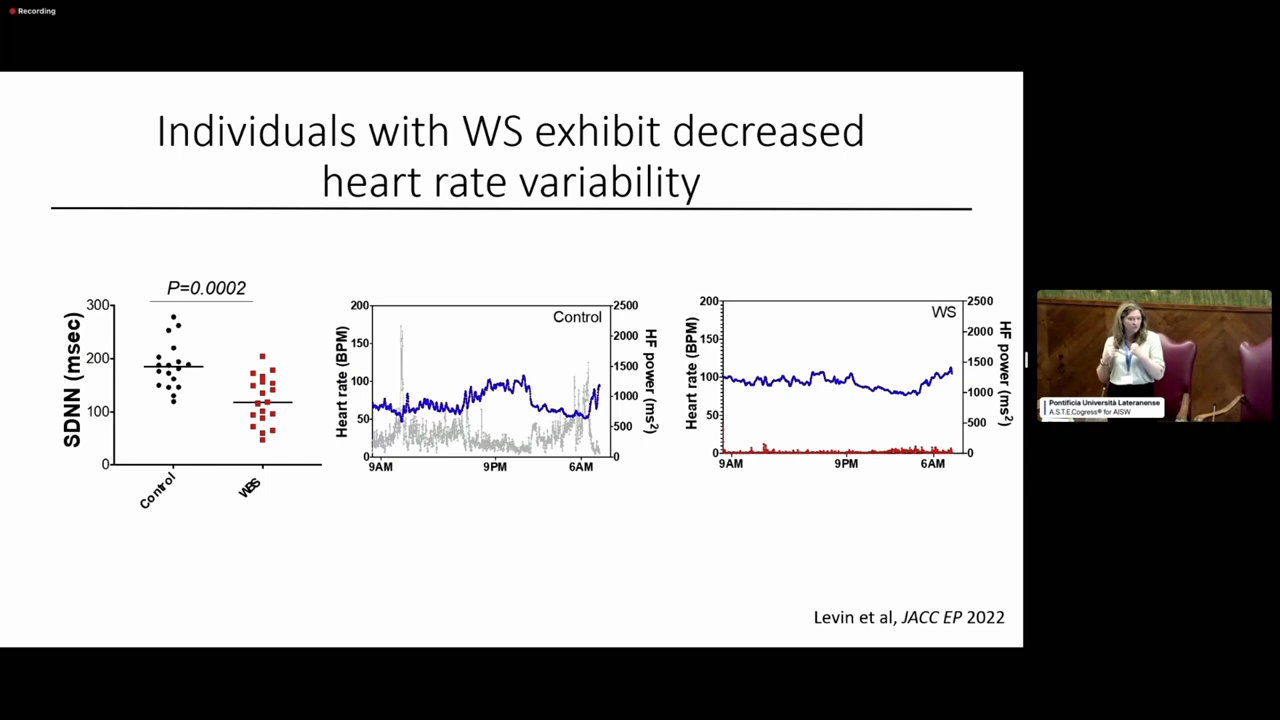 Recording
Individuals with WS exhibit decreased
heart rate variability
P=0.0002
SDNN (msec)
300
200
100
0
Control
WBS
Control
Heart rate (BPM)
200
150
100
50
0
HF power (ms2)
2500
2000
1500
1000
500
0
9AM
9PM
6AM
WS
Heart rate (BPM)
200
150
100
50
0
HF power (ms2)
2500
2000
1500
1000
500
0
9AM
9PM
6AM
Levin et al, JACC EP 2022
Pontificia Università Lateranense
A.S.T.E.Cogress® for AISW